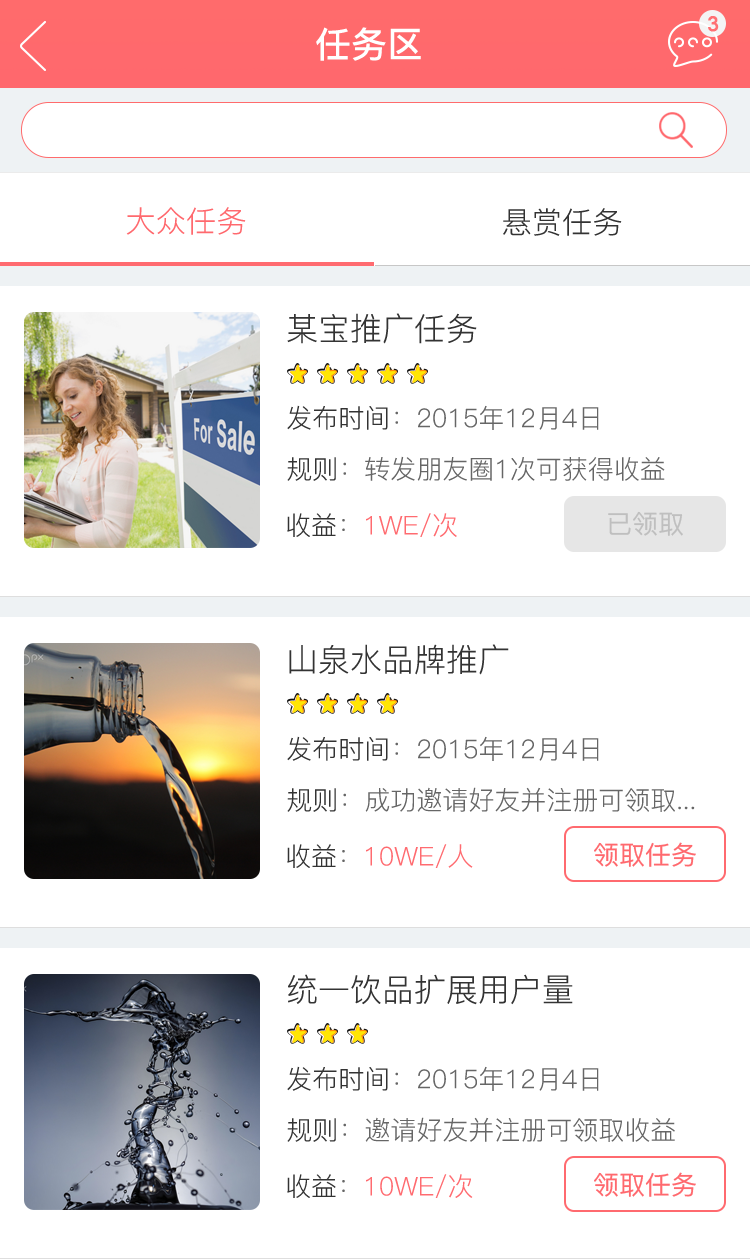 任务区
3
大众任务
悬赏任务
某宝推广任务
发布时间：2015年12月4日
规则：转发朋友圈1次可获得收益
收益：1WE/次
已领取
For Sale
山泉水品牌推广
发布时间：2015年12月4日
规则：成功邀请好友并注册可领取...
收益：10WE/人
领取任务
统一饮品扩展用户量
发布时间：2015年12月4日
规则：邀请好友并注册可领取收益
收益：10WE/次
领取任务